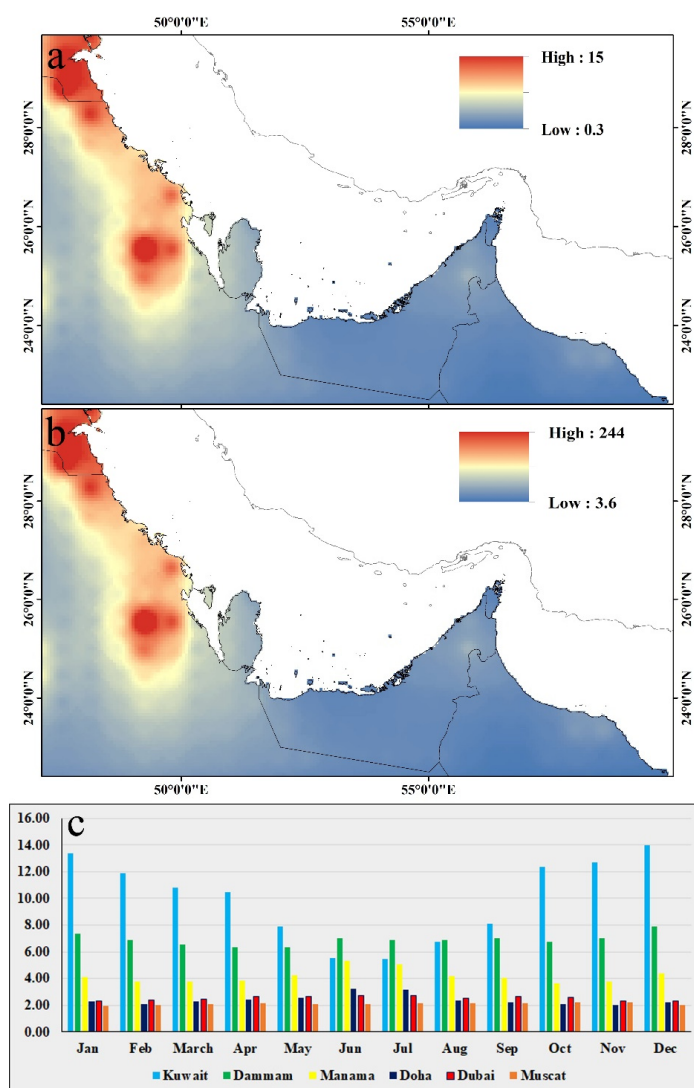 50°0'0"E 55°0'0"E
a
High : 15
Low : 0.3
28°0'0"N 28°0'0"N
26°0'0"N 26°0'0"N
24°0'0"N 24°0'0"N
b
High : 244
Low : 3.6
28°0'0"N 28°0'0"N
26°0'0"N 26°0'0"N
24°0'0"N 24°0'0"N
50°0'0"E 55°0'0"E
c
16.00
14.00
12.00
10.00
8.00
6.00
4.00
2.00
0.00
Jan Feb March Apr May Jun Jul Aug Sep Oct Nov Dec
Kuwait Dammam Manama Doha Dubai Muscat